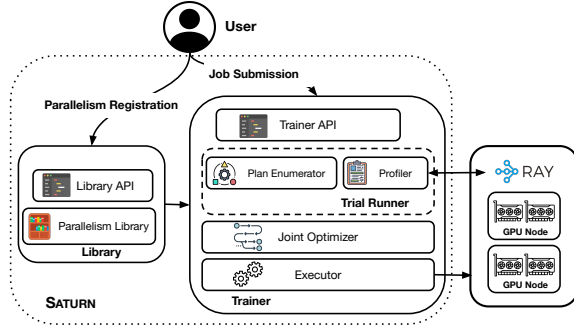 User
Job Submission
Parallelism Registration
Trainer API
Library API
Plan Enumerator
Profiler
RAY
Trial Runner
Parallelism Library
GPU Node
Library
Joint Optimizer
Executor
GPU Node
SATURN
Trainer